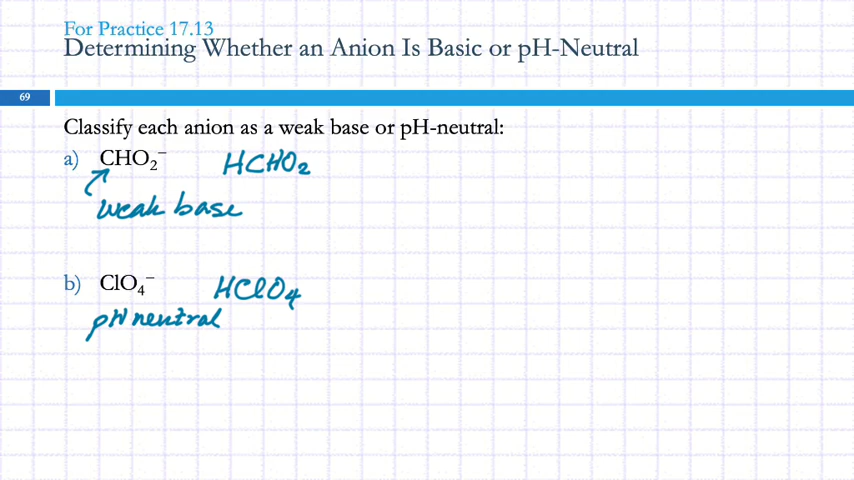 For Practice 17.13
Determining Whether an Anion Is Basic or pH-Neutral
69
Classify each anion as a weak base or pH-neutral:
a) CHO₂⁻ HCHO₂
weak base
b) ClO₄⁻ HClO₄
pH neutral